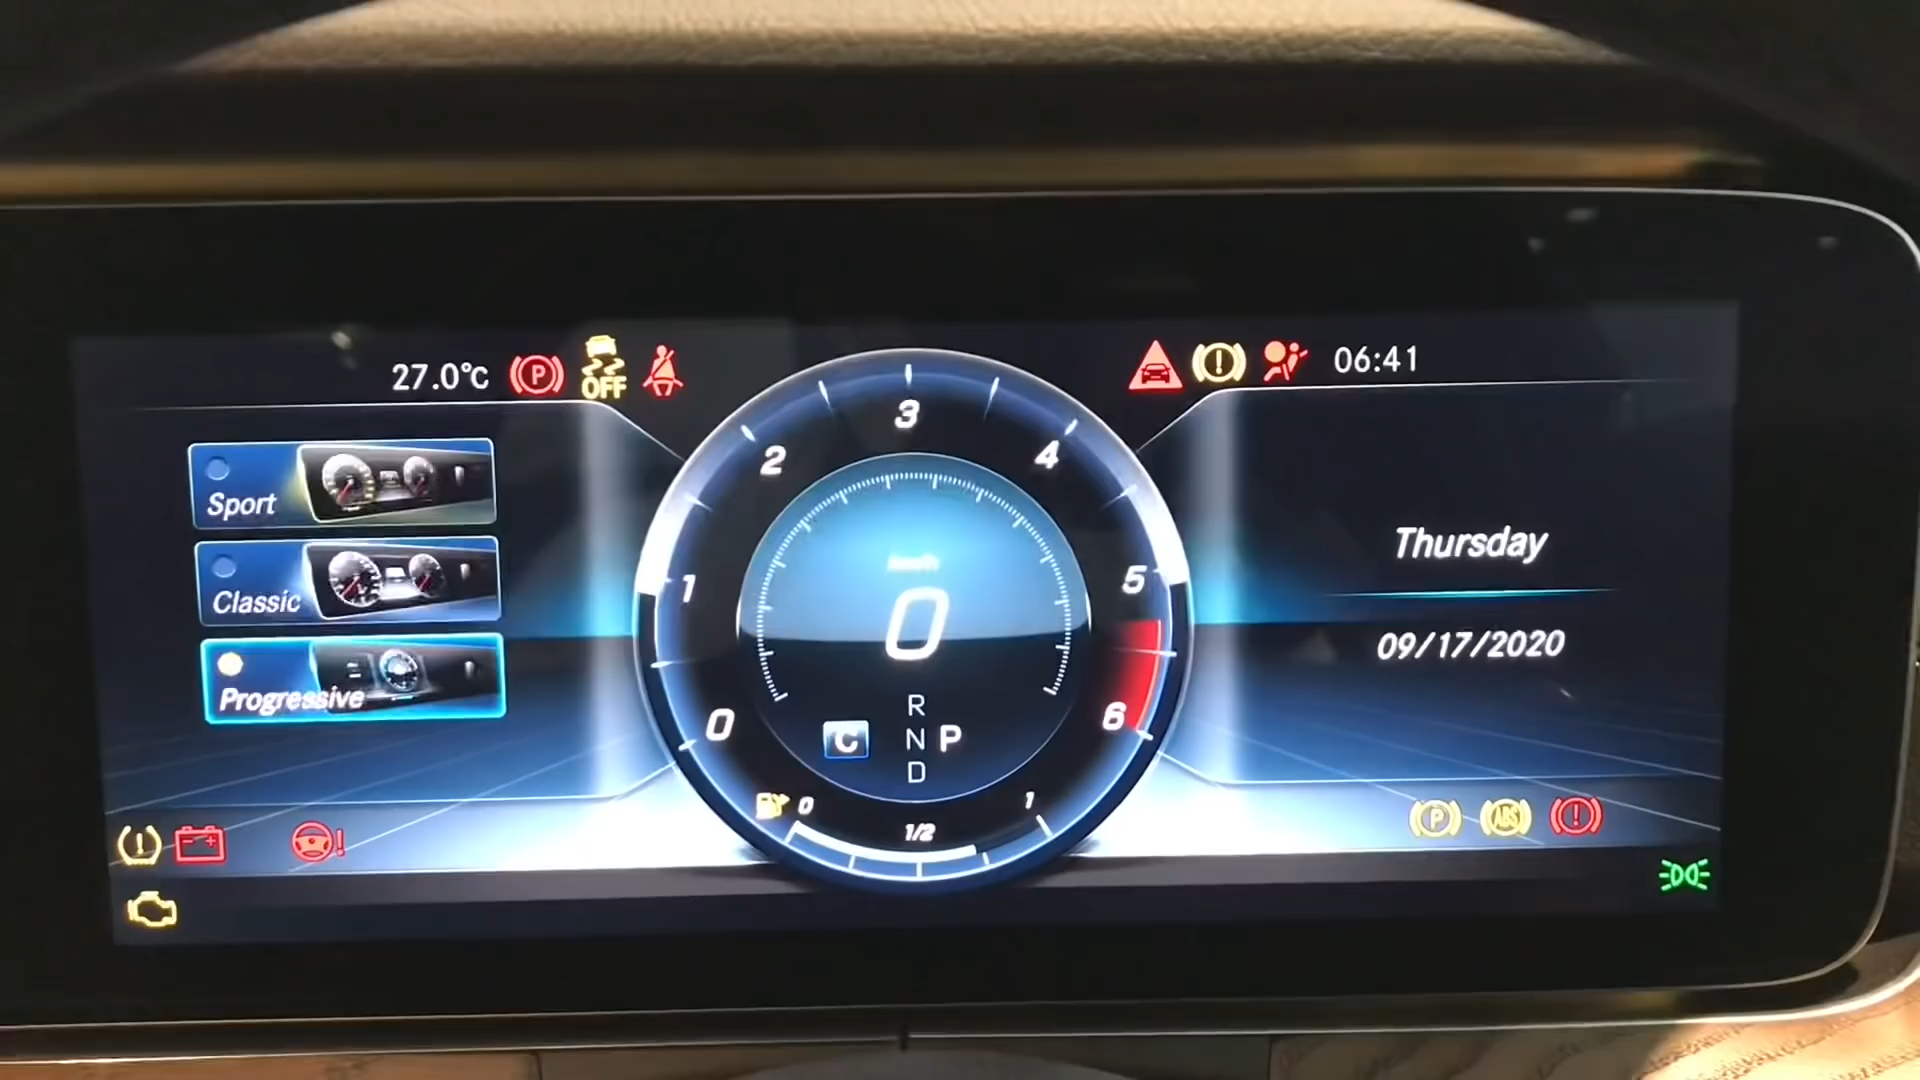 27.0°C
P
OFF
!
06:41
Sport
Classic
Progressive
0
1
2
3
4
5
6
0
R
N P
D
C
0 1/2 1
Thursday
09/17/2020
!
- +
!
P
ABS
!